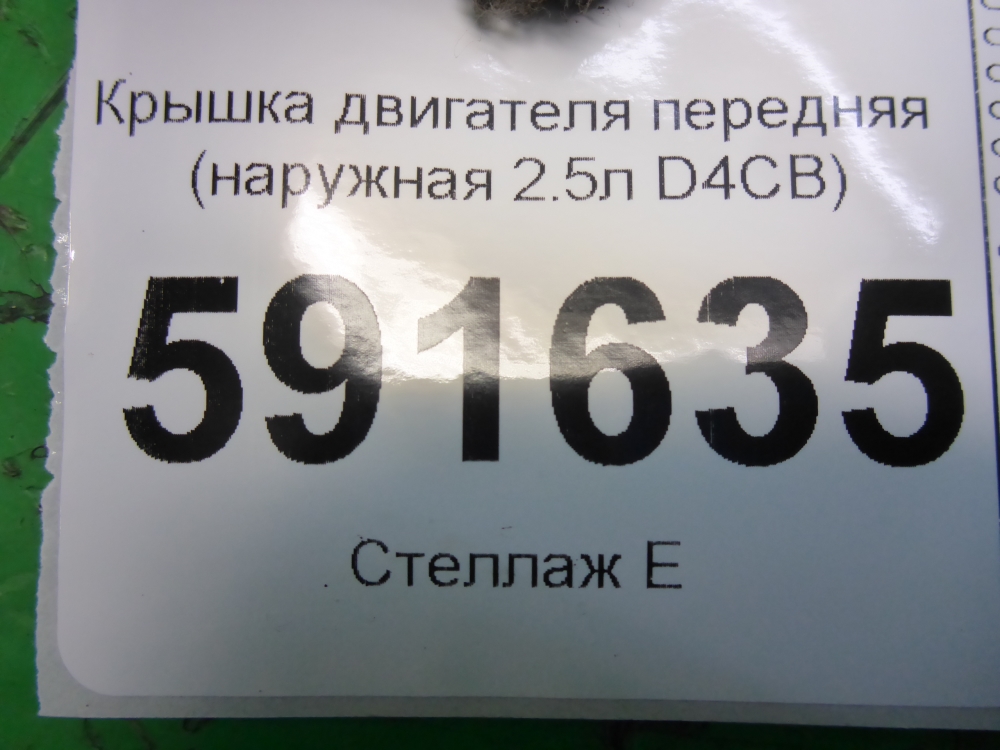 Крышка двигателя передняя
(наружная 2.5л D4CB)
591635
Стеллаж E